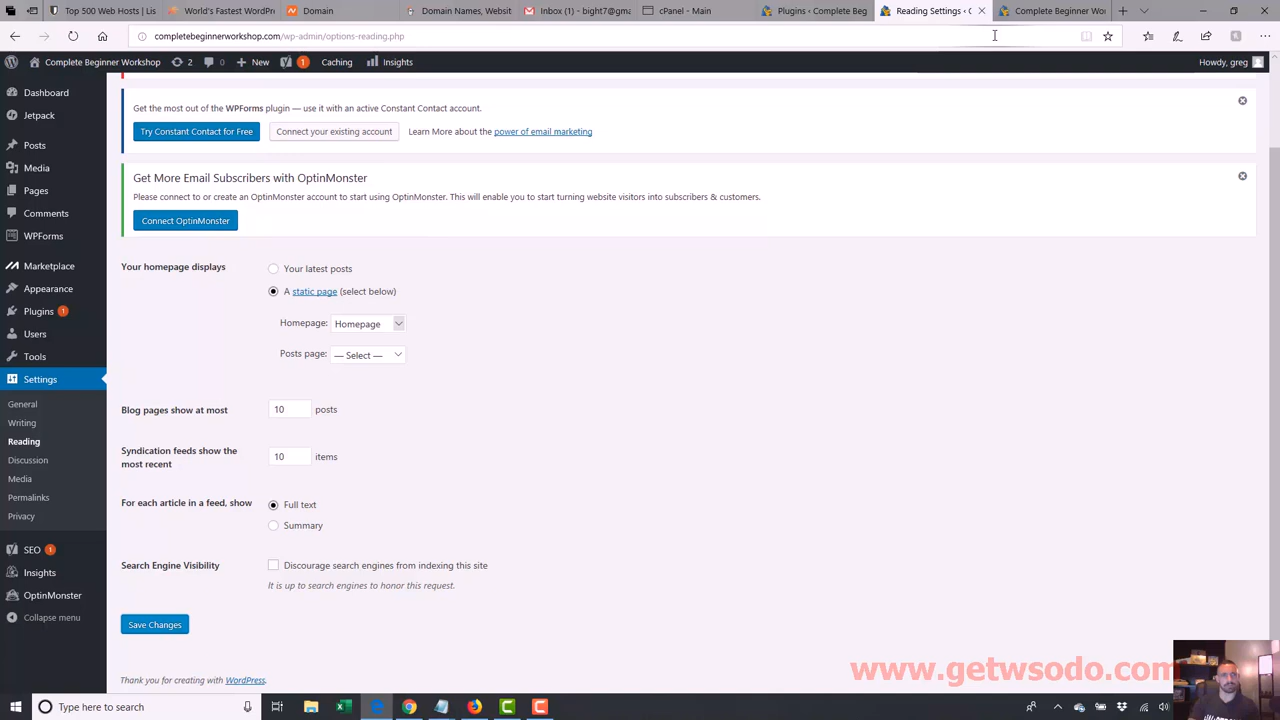 Top 500 Web Hosts | Lis
World's Fastest WordPr
Domain
Domain Names, Websit
Inbox (1) - bight7@gma
cPanel - Main
Plugins ‹ Complete Beg
Reading Settings ‹ C
Complete Beginner Wor
completebeginnerworkshop.com/wp-admin/options-reading.php
Complete Beginner Workshop
2
0
New
1
Caching
Insights
Howdy, greg
Dashboard
Jetpack
Posts
Media
Pages
Comments
WPForms
Marketplace
Appearance
Plugins 1
Users
Tools
Settings
General
Writing
Reading
Discussion
Media
Permalinks
Privacy
SEO 1
Insights
OptinMonster
Collapse menu
Get the most out of the WPForms plugin — use it with an active Constant Contact account.
Try Constant Contact for Free
Connect your existing account
Learn More about the power of email marketing
Get More Email Subscribers with OptinMonster
Please connect to or create an OptinMonster account to start using OptinMonster. This will enable you to start turning website visitors into subscribers & customers.
Connect OptinMonster
Your homepage displays
Your latest posts
A static page (select below)
Homepage: Homepage
Posts page: — Select —
Blog pages show at most 10 posts
Syndication feeds show the
most recent
10 items
For each article in a feed, show
Full text
Summary
Search Engine Visibility
Discourage search engines from indexing this site
It is up to search engines to honor this request.
Save Changes
Thank you for creating with WordPress.
www.getwsodo.com
Type here to search